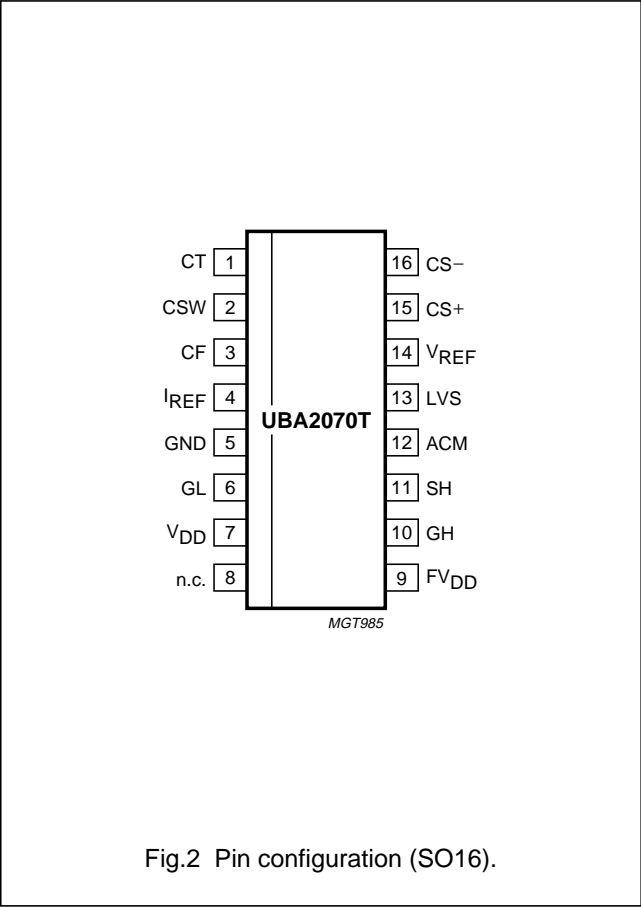 CT 1
CSW 2
CF 3
IREF 4
GND 5
GL 6
VDD 7
n.c. 8
UBA2070T
16 CS−
15 CS+
14 VREF
13 LVS
12 ACM
11 SH
10 GH
9 FVDD
MGT985
Fig.2 Pin configuration (SO16).